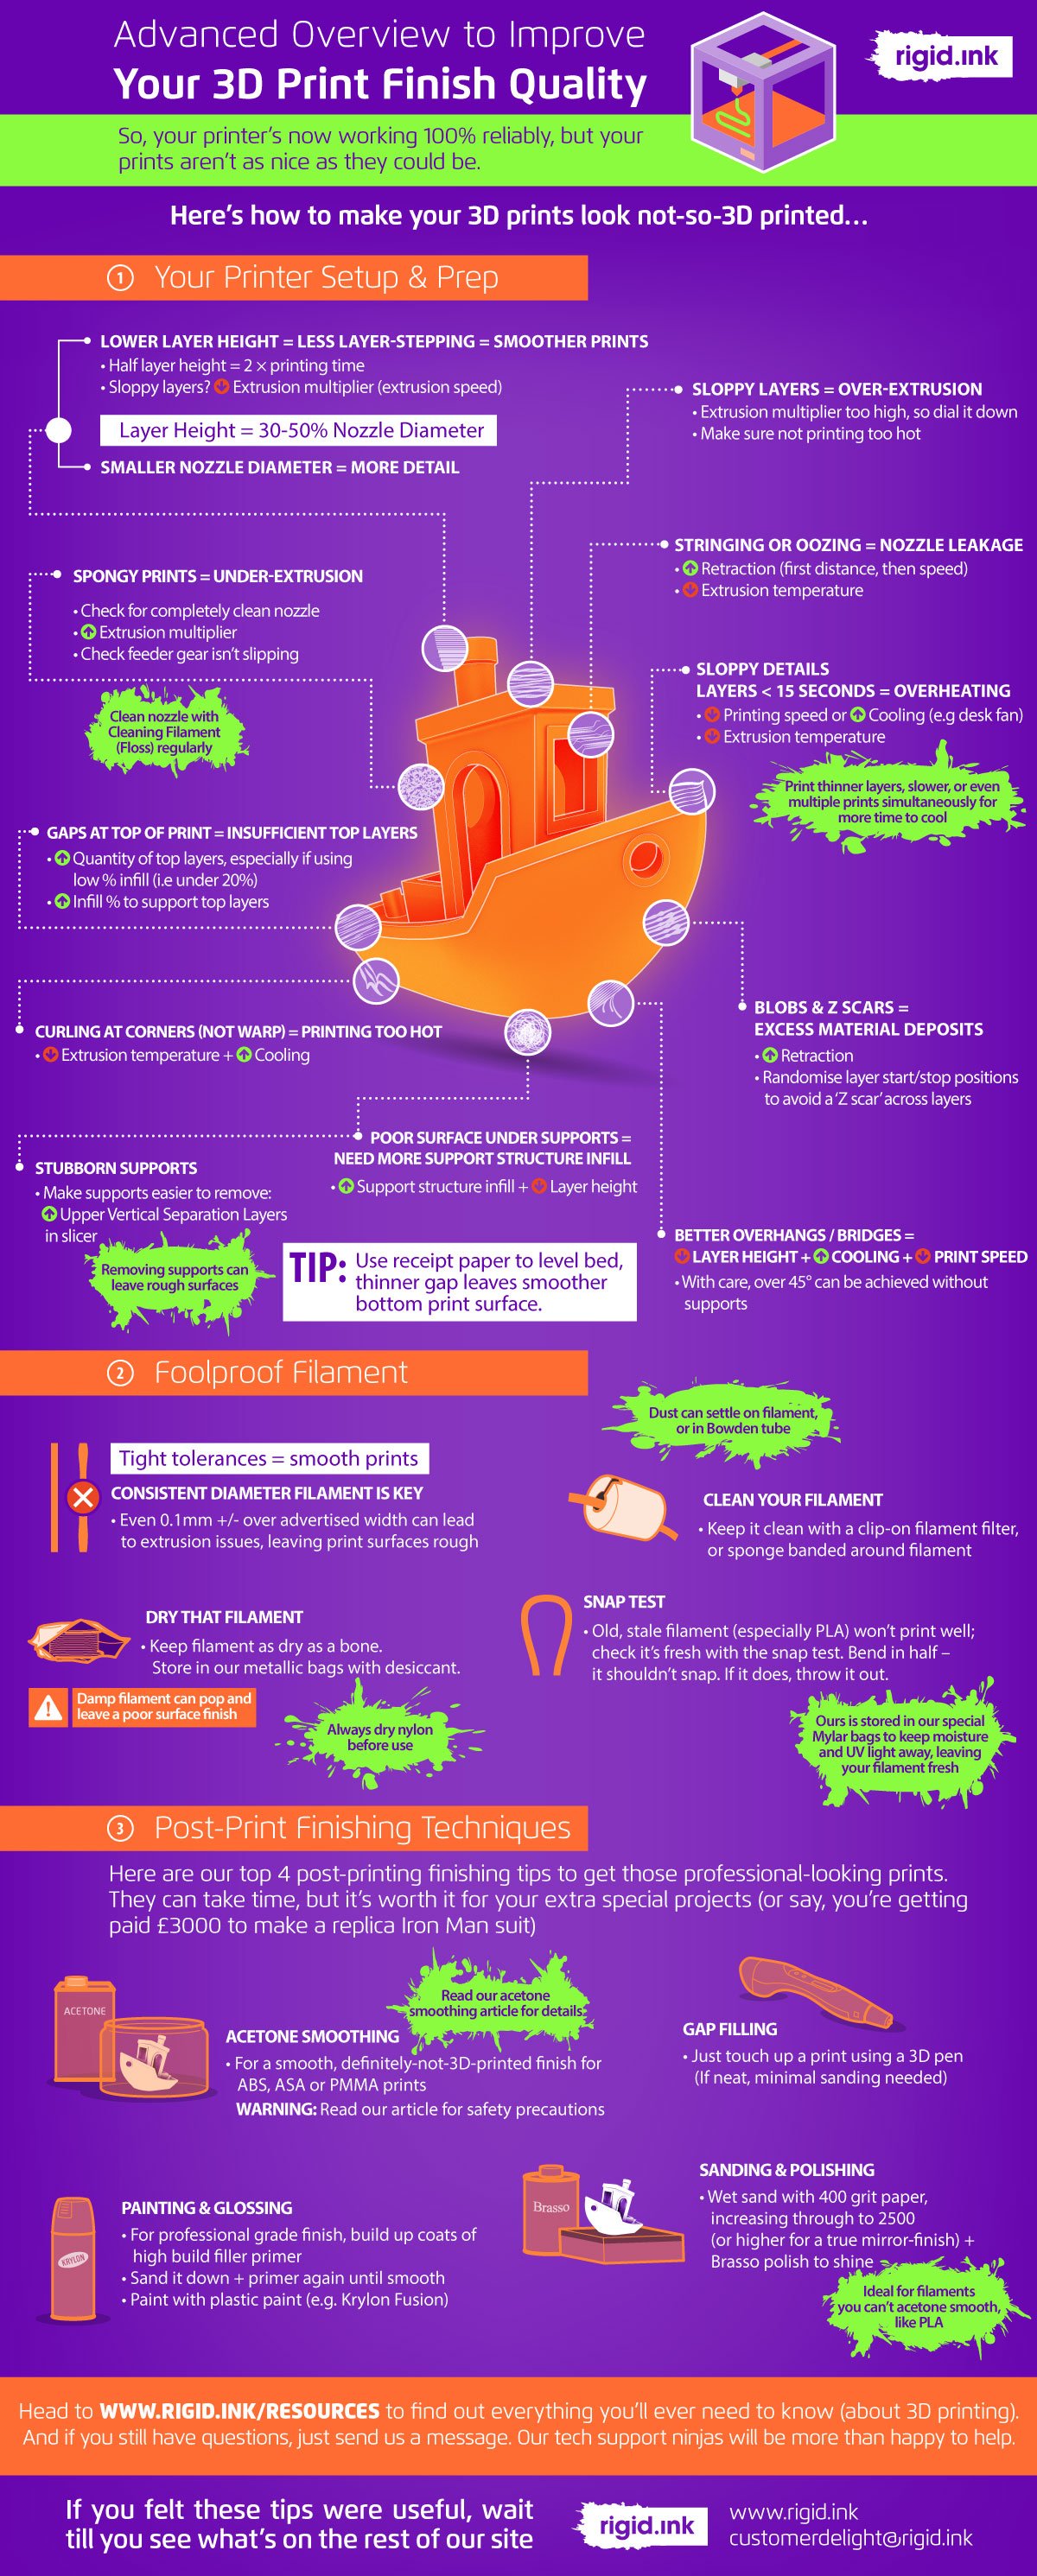 Advanced Overview to Improve
Your 3D Print Finish Quality
rigid.ink
So, your printer's now working 100% reliably, but your
prints aren't as nice as they could be.
Here's how to make your 3D prints look not-so-3D printed...
1 Your Printer Setup & Prep
LOWER LAYER HEIGHT = LESS LAYER-STEPPING = SMOOTHER PRINTS
• Half layer height = 2 × printing time
• Sloppy layers? Extrusion multiplier (extrusion speed)
Layer Height = 30-50% Nozzle Diameter
SMALLER NOZZLE DIAMETER = MORE DETAIL
SLOPPY LAYERS = OVER-EXTRUSION
• Extrusion multiplier too high, so dial it down
• Make sure not printing too hot
STRINGING OR OOZING = NOZZLE LEAKAGE
• Retraction (first distance, then speed)
• Extrusion temperature
SPONGY PRINTS = UNDER-EXTRUSION
• Check for completely clean nozzle
• Extrusion multiplier
• Check feeder gear isn't slipping
Clean nozzle with
Cleaning Filament
(Floss) regularly
SLOPPY DETAILS
LAYERS < 15 SECONDS = OVERHEATING
• Printing speed or Cooling (e.g desk fan)
• Extrusion temperature
Print thinner layers, slower, or even
multiple prints simultaneously for
more time to cool
GAPS AT TOP OF PRINT = INSUFFICIENT TOP LAYERS
• Quantity of top layers, especially if using
low % infill (i.e under 20%)
• Infill % to support top layers
CURLING AT CORNERS (NOT WARP) = PRINTING TOO HOT
• Extrusion temperature + Cooling
BLOBS & Z SCARS =
EXCESS MATERIAL DEPOSITS
• Retraction
• Randomise layer start/stop positions
to avoid a 'Z scar' across layers
POOR SURFACE UNDER SUPPORTS =
NEED MORE SUPPORT STRUCTURE INFILL
• Support structure infill + Layer height
STUBBORN SUPPORTS
• Make supports easier to remove:
Upper Vertical Separation Layers
in slicer
Removing supports can
leave rough surfaces
TIP: Use receipt paper to level bed,
thinner gap leaves smoother
bottom print surface.
BETTER OVERHANGS / BRIDGES =
LAYER HEIGHT + COOLING + PRINT SPEED
• With care, over 45° can be achieved without
supports
2 Foolproof Filament
Dust can settle on filament,
or in Bowden tube
Tight tolerances = smooth prints
CONSISTENT DIAMETER FILAMENT IS KEY
• Even 0.1mm +/- over advertised width can lead
to extrusion issues, leaving print surfaces rough
CLEAN YOUR FILAMENT
• Keep it clean with a clip-on filament filter,
or sponge banded around filament
DRY THAT FILAMENT
• Keep filament as dry as a bone.
Store in our metallic bags with desiccant.
Damp filament can pop and
leave a poor surface finish
Always dry nylon
before use
SNAP TEST
• Old, stale filament (especially PLA) won't print well;
check it's fresh with the snap test. Bend in half –
it shouldn't snap. If it does, throw it out.
Ours is stored in our special
Mylar bags to keep moisture
and UV light away, leaving
your filament fresh
3 Post-Print Finishing Techniques
Here are our top 4 post-printing finishing tips to get those professional-looking prints.
They can take time, but it's worth it for your extra special projects (or say, you're getting
paid £3000 to make a replica Iron Man suit)
ACETONE
Read our acetone
smoothing article for details.
ACETONE SMOOTHING
• For a smooth, definitely-not-3D-printed finish for
ABS, ASA or PMMA prints
WARNING: Read our article for safety precautions
GAP FILLING
• Just touch up a print using a 3D pen
(If neat, minimal sanding needed)
KRYLON
PAINTING & GLOSSING
• For professional grade finish, build up coats of
high build filler primer
• Sand it down + primer again until smooth
• Paint with plastic paint (e.g. Krylon Fusion)
Brasso
SANDING & POLISHING
• Wet sand with 400 grit paper,
increasing through to 2500
(or higher for a true mirror-finish) +
Brasso polish to shine
Ideal for filaments
you can't acetone smooth,
like PLA
Head to WWW.RIGID.INK/RESOURCES to find out everything you'll ever need to know (about 3D printing).
And if you still have questions, just send us a message. Our tech support ninjas will be more than happy to help.
If you felt these tips were useful, wait
till you see what's on the rest of our site
rigid.ink
www.rigid.ink
customerdelight@rigid.ink